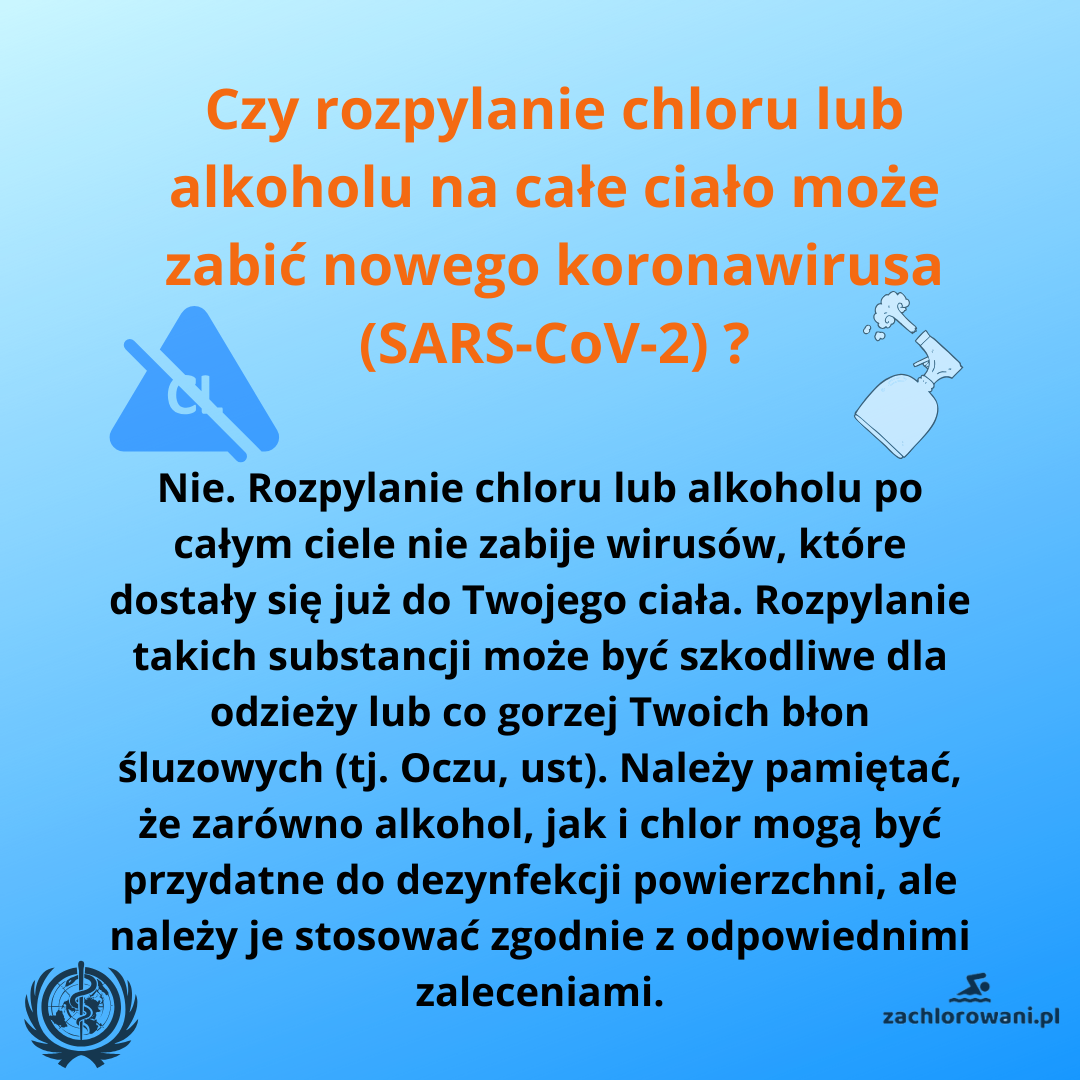 Czy rozpylanie chloru lub
alkoholu na całe ciało może
zabić nowego koronawirusa
(SARS-CoV-2) ?
CL
Nie. Rozpylanie chloru lub alkoholu po
całym ciele nie zabije wirusów, które
dostały się już do Twojego ciała. Rozpylanie
takich substancji może być szkodliwe dla
odzieży lub co gorzej Twoich błon
śluzowych (tj. Oczu, ust). Należy pamiętać,
że zarówno alkohol, jak i chlor mogą być
przydatne do dezynfekcji powierzchni, ale
należy je stosować zgodnie z odpowiednimi
zaleceniami.
zachlorowani.pl